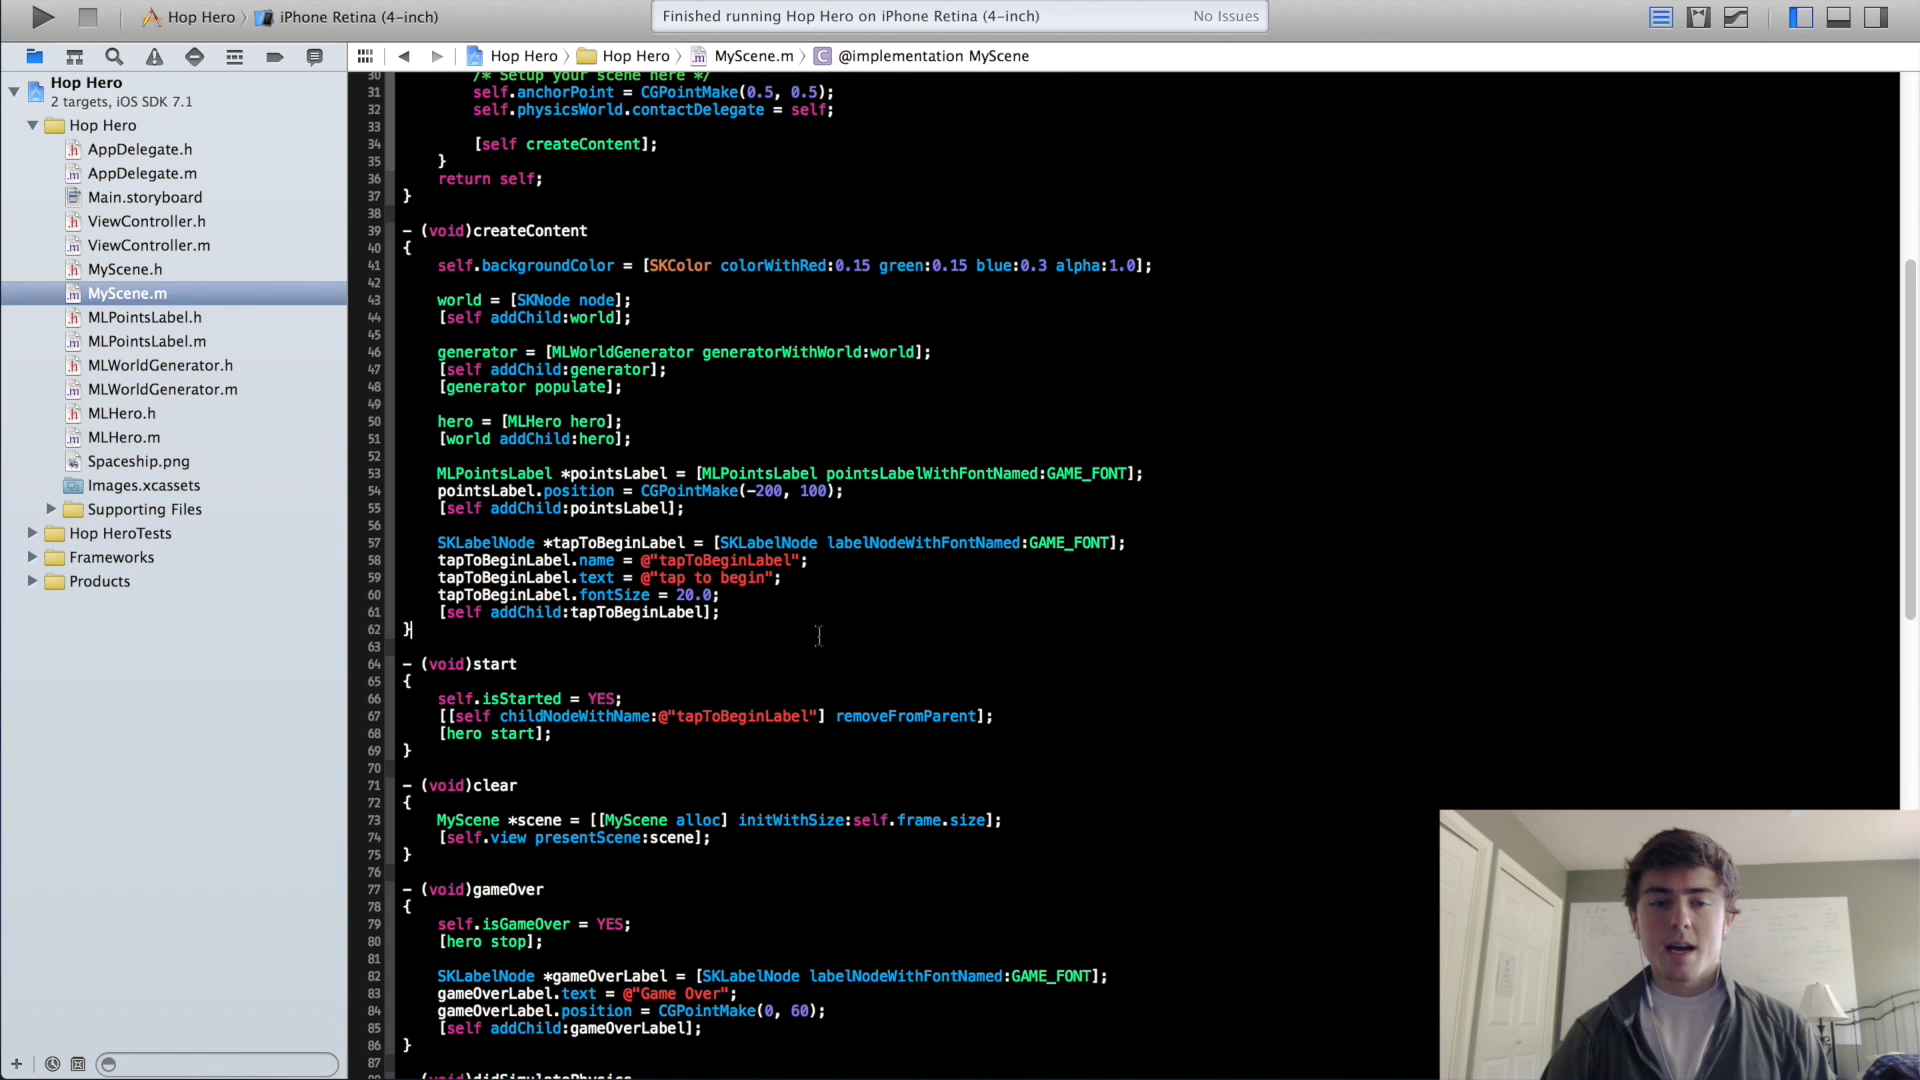 Hop Hero
iPhone Retina (4-inch)
Finished running Hop Hero on iPhone Retina (4-inch)
No Issues
Hop Hero
Hop Hero
MyScene.m
@implementation MyScene
Hop Hero
2 targets, iOS SDK 7.1
Hop Hero
AppDelegate.h
AppDelegate.m
Main.storyboard
ViewController.h
ViewController.m
MyScene.h
MyScene.m
MLPointsLabel.h
MLPointsLabel.m
MLWorldGenerator.h
MLWorldGenerator.m
MLHero.h
MLHero.m
Spaceship.png
Images.xcassets
Supporting Files
Hop HeroTests
Frameworks
Products
30 /* Setup your scene here */
31 self.anchorPoint = CGPointMake(0.5, 0.5);
32 self.physicsWorld.contactDelegate = self;
33
34 [self createContent];
35 }
36 return self;
37 }
38
39 - (void)createContent
40 {
41 self.backgroundColor = [SKColor colorWithRed:0.15 green:0.15 blue:0.3 alpha:1.0];
42
43 world = [SKNode node];
44 [self addChild:world];
45
46 generator = [MLWorldGenerator generatorWithWorld:world];
47 [self addChild:generator];
48 [generator populate];
49
50 hero = [MLHero hero];
51 [world addChild:hero];
52
53 MLPointsLabel *pointsLabel = [MLPointsLabel pointsLabelWithFontNamed:GAME_FONT];
54 pointsLabel.position = CGPointMake(-200, 100);
55 [self addChild:pointsLabel];
56
57 SKLabelNode *tapToBeginLabel = [SKLabelNode labelNodeWithFontNamed:GAME_FONT];
58 tapToBeginLabel.name = @"tapToBeginLabel";
59 tapToBeginLabel.text = @"tap to begin";
60 tapToBeginLabel.fontSize = 20.0;
61 [self addChild:tapToBeginLabel];
62 }
63
64 - (void)start
65 {
66 self.isStarted = YES;
67 [[self childNodeWithName:@"tapToBeginLabel"] removeFromParent];
68 [hero start];
69 }
70
71 - (void)clear
72 {
73 MyScene *scene = [[MyScene alloc] initWithSize:self.frame.size];
74 [self.view presentScene:scene];
75 }
76
77 - (void)gameOver
78 {
79 self.isGameOver = YES;
80 [hero stop];
81
82 SKLabelNode *gameOverLabel = [SKLabelNode labelNodeWithFontNamed:GAME_FONT];
83 gameOverLabel.text = @"Game Over";
84 gameOverLabel.position = CGPointMake(0, 60);
85 [self addChild:gameOverLabel];
86 }
87
88 - (void)didSimulatePhysics